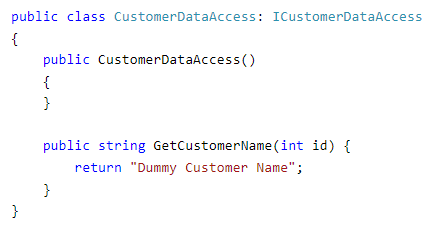 public class CustomerDataAccess: ICustomerDataAccess
{
    public CustomerDataAccess()
    {
    }

    public string GetCustomerName(int id) {
        return "Dummy Customer Name";
    }
}